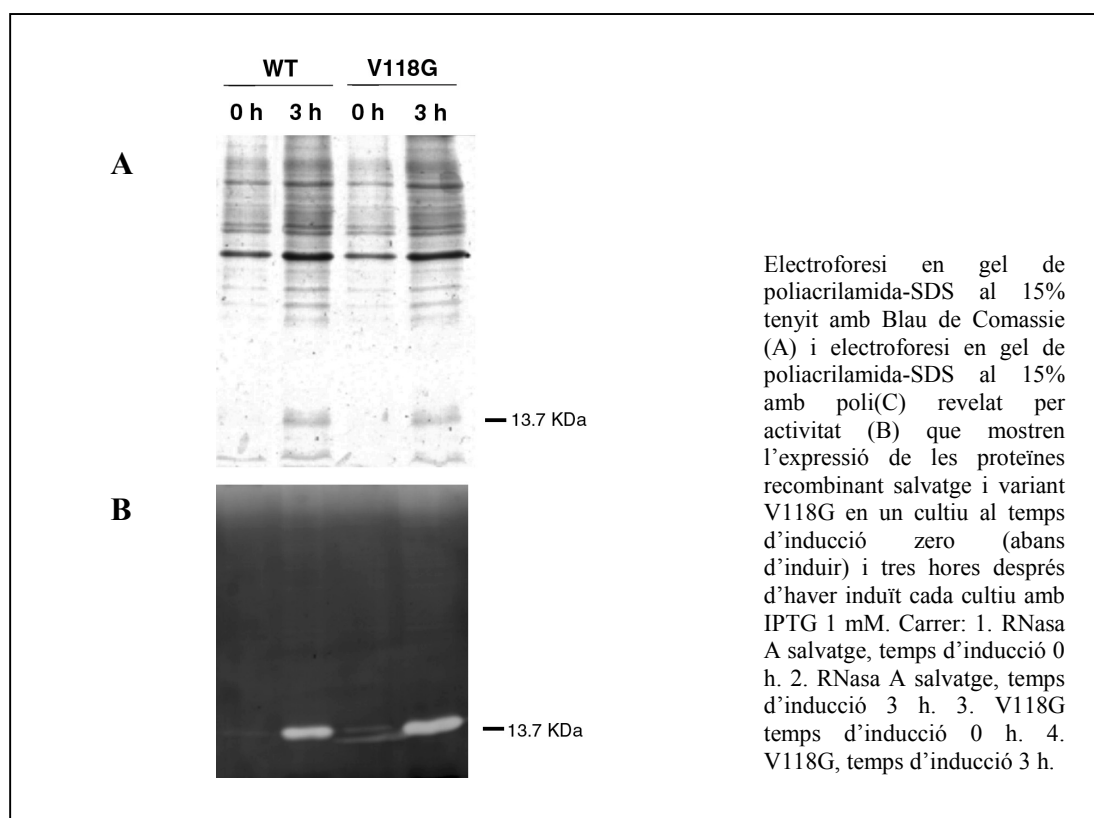 WT V118G
0 h 3 h 0 h 3 h
A
13.7 KDa
B
13.7 KDa
Electroforesi en gel de
poliacrilamida-SDS al 15%
tenyit amb Blau de Comassie
(A) i electroforesi en gel de
poliacrilamida-SDS al 15%
amb poli(C) revelat per
activitat (B) que mostren
l’expressió de les proteïnes
recombinant salvatge i variant
V118G en un cultiu al temps
d’inducció zero (abans
d’induir) i tres hores després
d’haver induït cada cultiu amb
IPTG 1 mM. Carrer: 1. RNasa
A salvatge, temps d’inducció 0
h. 2. RNasa A salvatge, temps
d’inducció 3 h. 3. V118G
temps d’inducció 0 h. 4.
V118G, temps d’inducció 3 h.